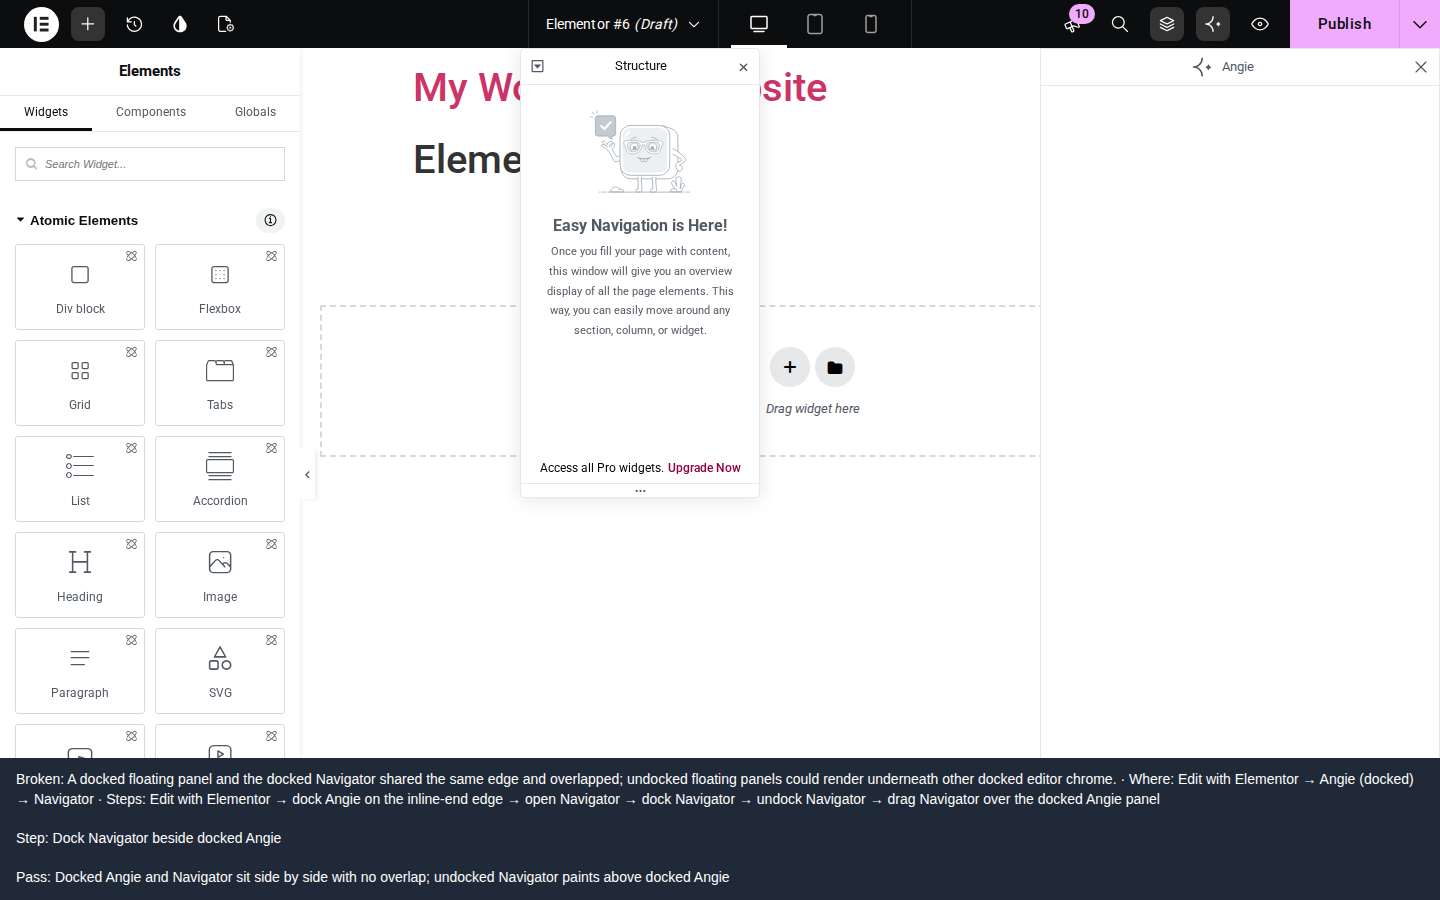 Elementor #6 (Draft)
10
Publish
Elements
Structure
Angie
Widgets
Components
Globals
My Wo
site
Search Widget...
Eleme
Atomic Elements
Easy Navigation is Here!
Once you fill your page with content,
this window will give you an overview
display of all the page elements. This
way, you can easily move around any
section, column, or widget.
Div block
Flexbox
Grid
Tabs
Drag widget here
Access all Pro widgets. Upgrade Now
List
Accordion
Heading
Image
Paragraph
SVG
Broken: A docked floating panel and the docked Navigator shared the same edge and overlapped; undocked floating panels could render underneath other docked editor chrome. · Where: Edit with Elementor → Angie (docked)
→ Navigator · Steps: Edit with Elementor → dock Angie on the inline-end edge → open Navigator → dock Navigator → undock Navigator → drag Navigator over the docked Angie panel
Step: Dock Navigator beside docked Angie
Pass: Docked Angie and Navigator sit side by side with no overlap; undocked Navigator paints above docked Angie